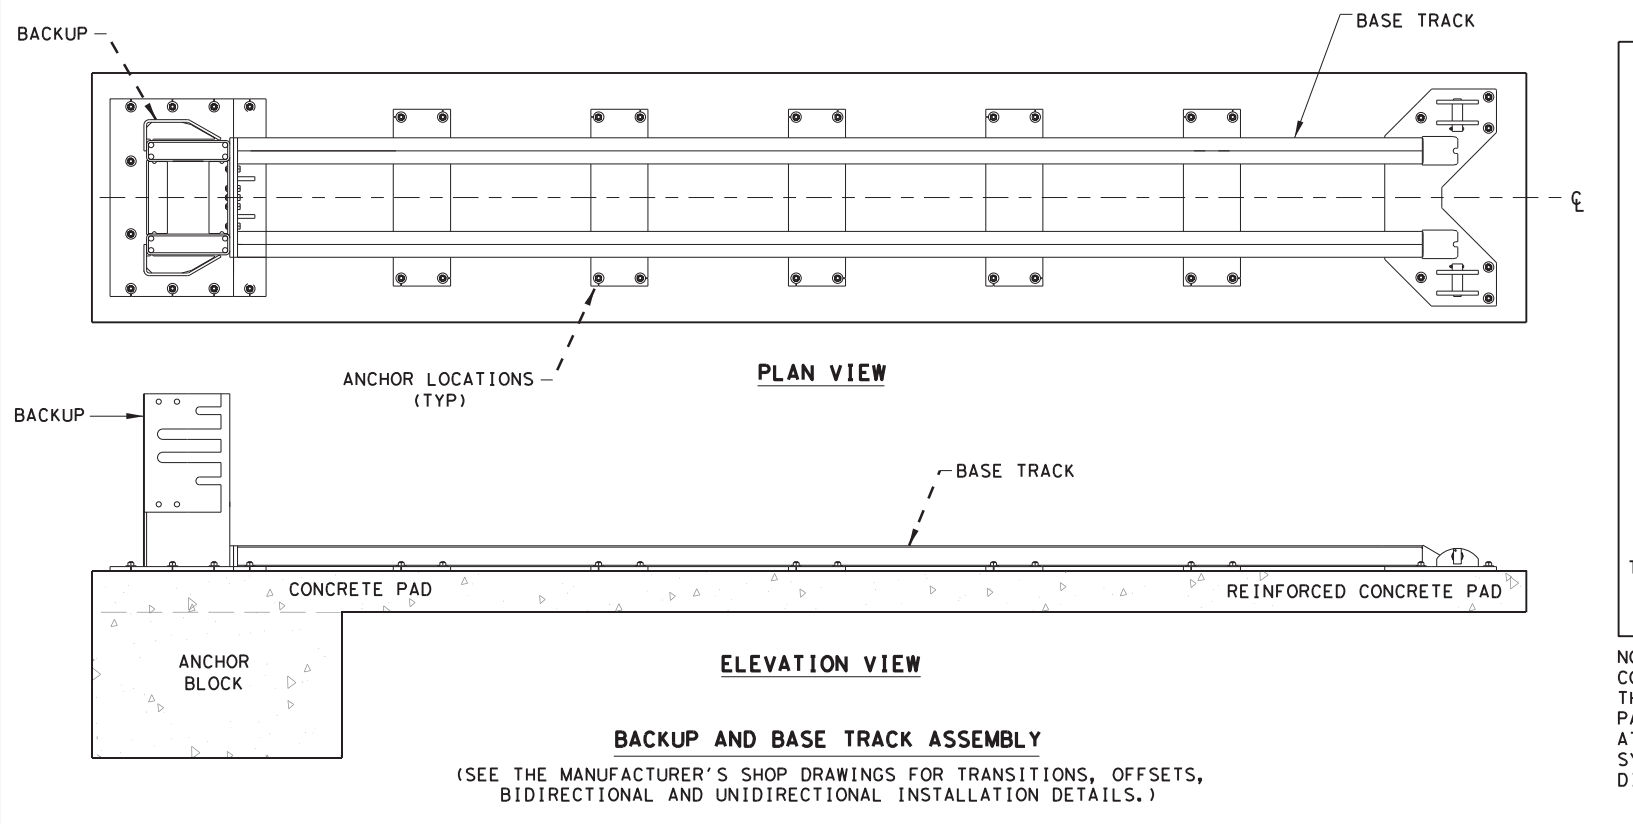 BACKUP
BASE TRACK
℄
ANCHOR LOCATIONS
(TYP)
PLAN VIEW
BACKUP
BASE TRACK
CONCRETE PAD
REINFORCED CONCRETE PAD
ANCHOR
BLOCK
ELEVATION VIEW
BACKUP AND BASE TRACK ASSEMBLY
(SEE THE MANUFACTURER'S SHOP DRAWINGS FOR TRANSITIONS, OFFSETS,
BIDIRECTIONAL AND UNIDIRECTIONAL INSTALLATION DETAILS.)